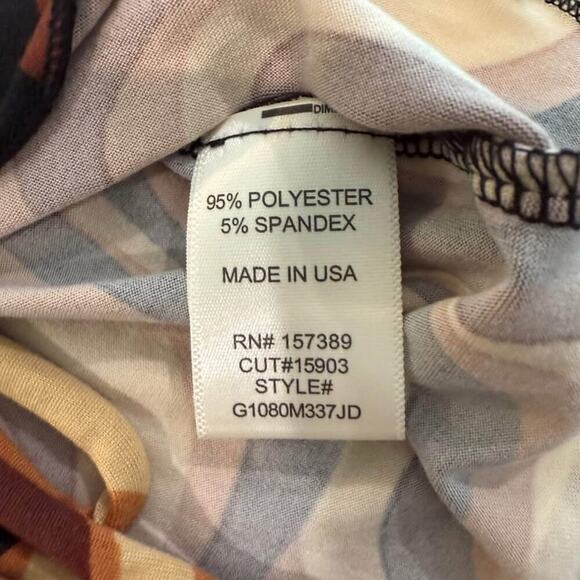 95% POLYESTER
5% SPANDEX
MADE IN USA
RN# 157389
CUT#15903
STYLE#
G1080M337JD